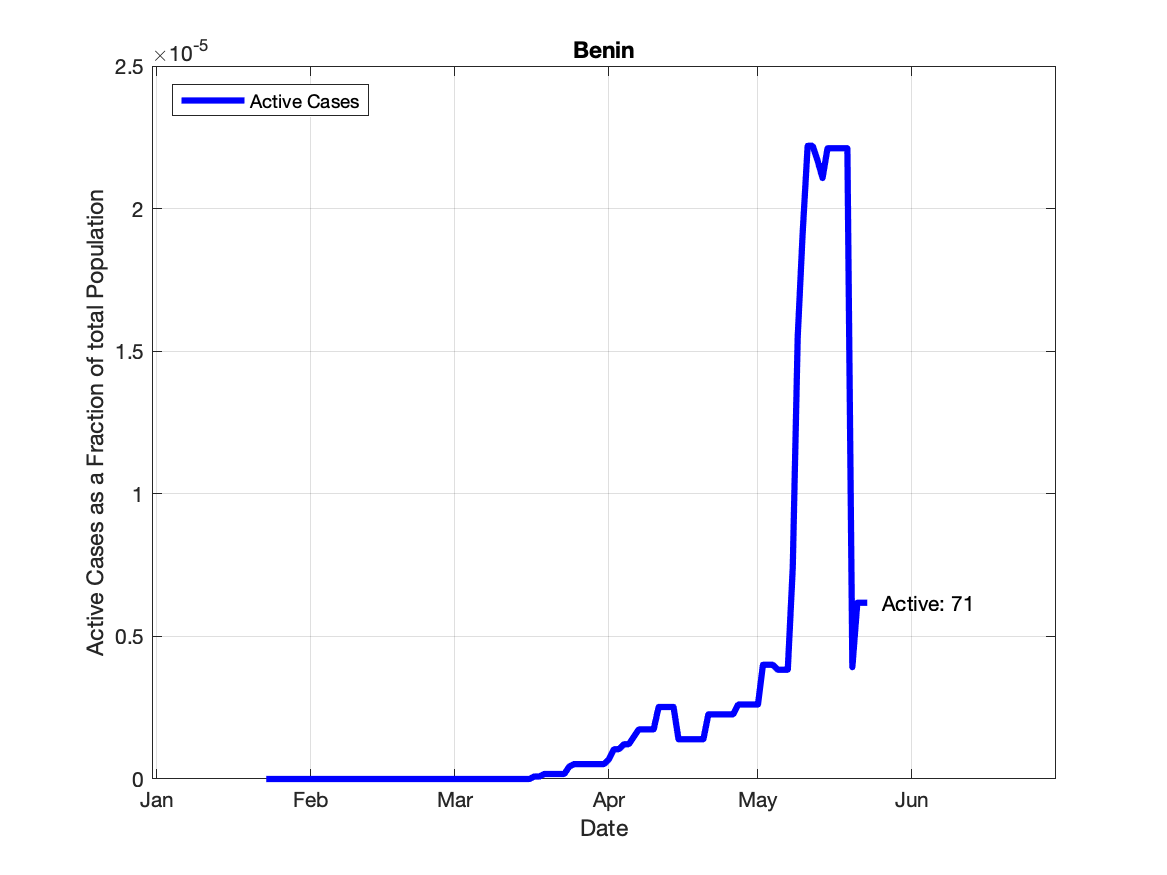 Benin
×10-5
Active Cases
2.5
2
1.5
1
0.5
0
Active Cases as a Fraction of total Population
Active: 71
Jan Feb Mar Apr May Jun
Date